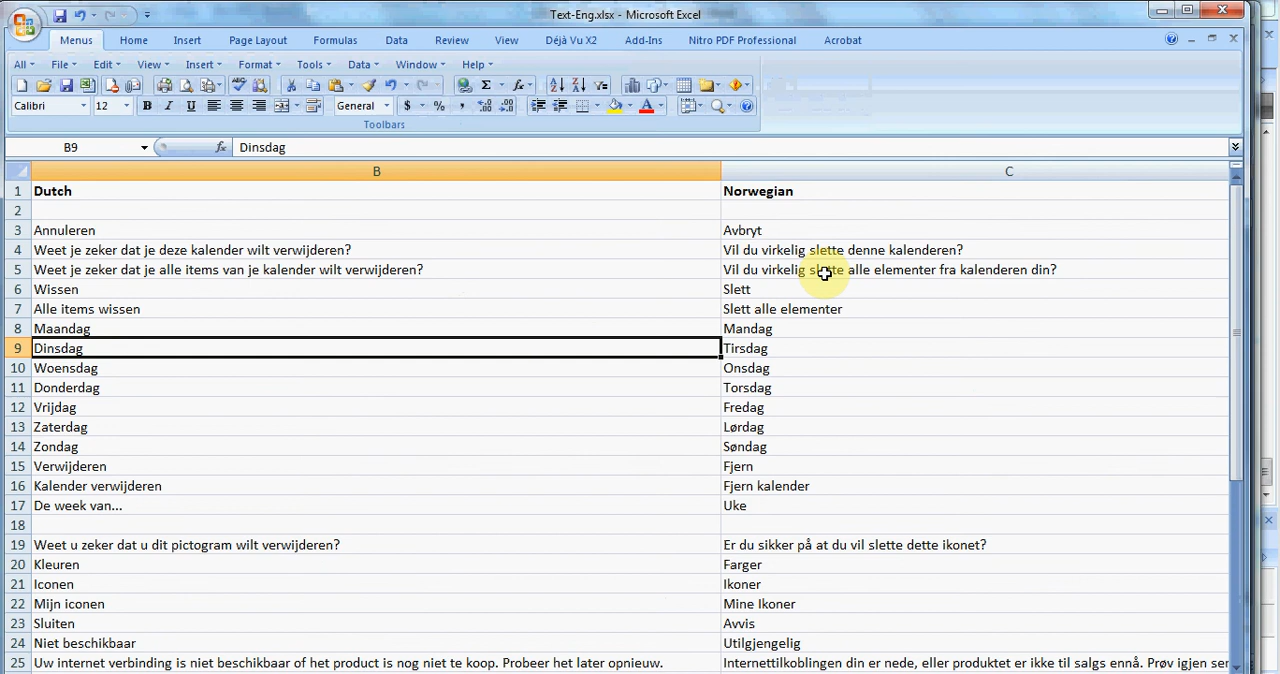 Text-Eng.xlsx - Microsoft Excel
Menus Home Insert Page Layout Formulas Data Review View Déjà Vu X2 Add-Ins Nitro PDF Professional Acrobat
All File Edit View Insert Format Tools Data Window Help
Calibri 12 B I U General $ % ,
Toolbars
B9 fx Dinsdag
B C
1 Dutch Norwegian
2
3 Annuleren Avbryt
4 Weet je zeker dat je deze kalender wilt verwijderen? Vil du virkelig slette denne kalenderen?
5 Weet je zeker dat je alle items van je kalender wilt verwijderen? Vil du virkelig slette alle elementer fra kalenderen din?
6 Wissen Slett
7 Alle items wissen Slett alle elementer
8 Maandag Mandag
9 Dinsdag Tirsdag
10 Woensdag Onsdag
11 Donderdag Torsdag
12 Vrijdag Fredag
13 Zaterdag Lørdag
14 Zondag Søndag
15 Verwijderen Fjern
16 Kalender verwijderen Fjern kalender
17 De week van... Uke
18
19 Weet u zeker dat u dit pictogram wilt verwijderen? Er du sikker på at du vil slette dette ikonet?
20 Kleuren Farger
21 Iconen Ikoner
22 Mijn iconen Mine Ikoner
23 Sluiten Avvis
24 Niet beschikbaar Utilgjengelig
25 Uw internet verbinding is niet beschikbaar of het product is nog niet te koop. Probeer het later opnieuw. Internettilkoblingen din er nede, eller produktet er ikke til salgs ennå. Prøv igjen